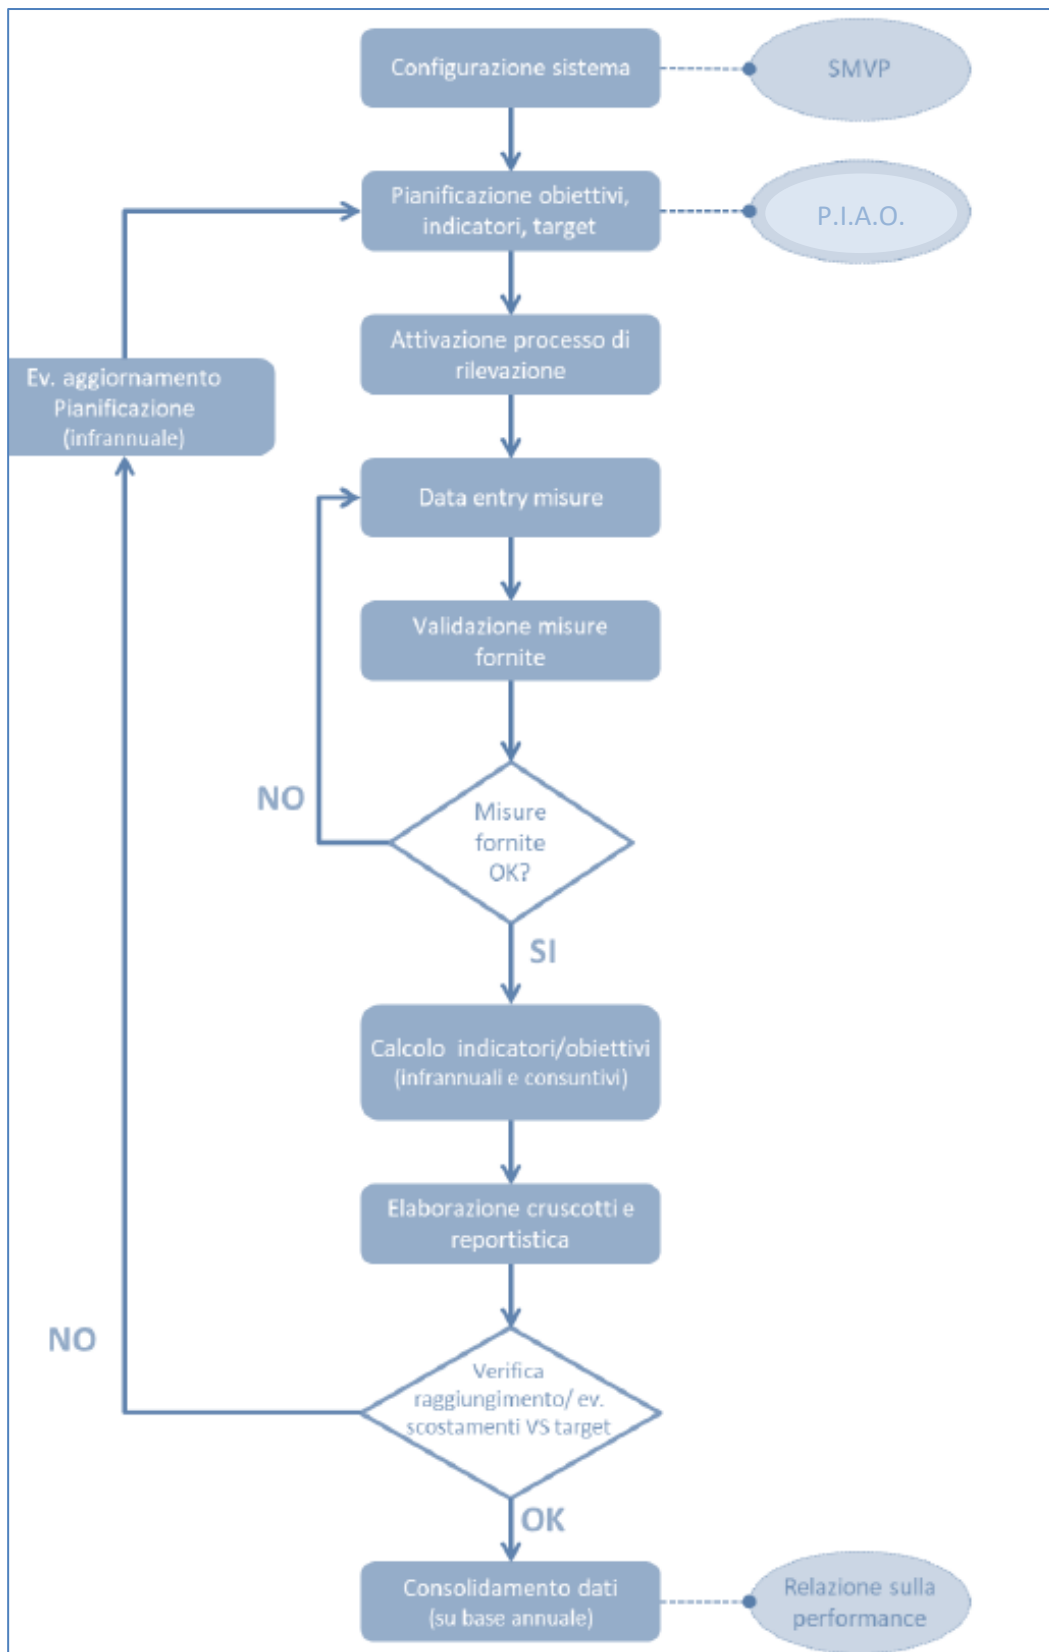 Configurazione sistema
SMVP
Pianificazione obiettivi,
indicatori, target
P.I.A.O.
Attivazione processo di
rilevazione
Ev. aggiornamento
Pianificazione
(infrannuale)
Data entry misure
Validazione misure
fornite
NO
Misure
fornite
OK?
SI
Calcolo indicatori/obiettivi
(infrannuali e consuntivi)
Elaborazione cruscotti e
reportistica
NO
Verifica
raggiungimento/ ev.
scostamenti VS target
OK
Consolidamento dati
(su base annuale)
Relazione sulla
performance